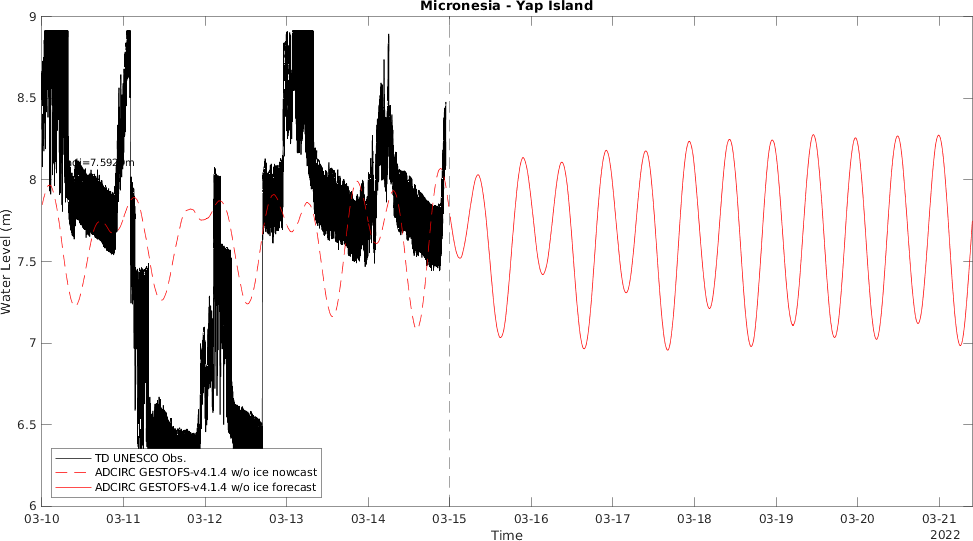 Micronesia - Yap Island
9
8.5
8
7.5
7
6.5
6
Water Level (m)
TD UNESCO Obs.
ADCIRC GESTOFS-v4.1.4 w/o ice nowcast
ADCIRC GESTOFS-v4.1.4 w/o ice forecast
03-10 03-11 03-12 03-13 03-14 03-15 03-16 03-17 03-18 03-19 03-20 03-21
Time
2022